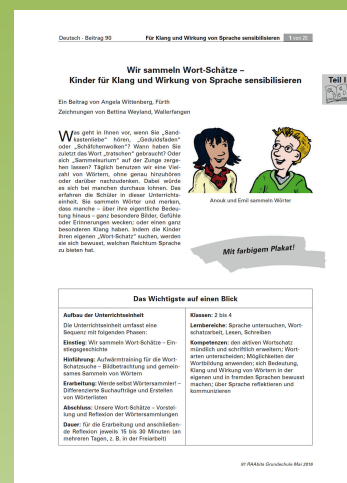 Deutsch · Beitrag 90
Für Klang und Wirkung von Sprache sensibilisieren
1 von 20
Wir sammeln Wort-Schätze –
Kinder für Klang und Wirkung von Sprache sensibilisieren
Teil I
Ein Beitrag von Angela Wittenberg, Fürth
Zeichnungen von Bettina Weyland, Wallerfangen
Was geht in Ihnen vor, wenn Sie „Sand-
kastenliebe“ hören, „Geduldsfaden“
oder „Schäfchenwolken“? Wann haben Sie
zuletzt das Wort „tratschen“ gebraucht? Oder
sich „Sammelsurium“ auf der Zunge zerge-
hen lassen? Täglich benutzen wir eine Viel-
zahl von Wörtern, ohne genau hinzuhören
oder darüber nachzudenken. Dabei würde
es sich bei manchen durchaus lohnen. Das
erfahren die Schüler in dieser Unterrichts-
einheit. Sie sammeln Wörter und merken,
dass manche – über ihre eigentliche Bedeu-
tung hinaus – ganz besondere Bilder, Gefühle
oder Erinnerungen wecken; oder einen ganz
besonderen Klang haben. Indem die Kinder
ihren eigenen „Wort-Schatz“ suchen, werden
sie sich bewusst, welchen Reichtum Sprache
zu bieten hat.
Anouk und Emil sammeln Wörter
Mit farbigem Plakat!
Das Wichtigste auf einen Blick
Aufbau der Unterrichtseinheit
Die Unterrichtseinheit umfasst eine
Sequenz mit folgenden Phasen:
Einstieg: Wir sammeln Wort-Schätze – Ein-
stiegsgeschichte
Hinführung: Aufwärmtraining für die Wort-
Schatzsuche – Bildbetrachtung und gemein-
sames Sammeln von Wörtern
Erarbeitung: Werde selbst Wörtersammler! –
Differenzierte Suchaufträge und Erstellen
von Wörterlisten
Abschluss: Unsere Wort-Schätze – Vorstel-
lung und Reflexion der Wörtersammlungen
Dauer: für die Erarbeitung und anschließen-
de Reflexion jeweils 15 bis 30 Minuten (an
mehreren Tagen, z. B. in der Freiarbeit)
Klassen: 2 bis 4
Lernbereiche: Sprache untersuchen, Wort-
schatzarbeit, Lesen, Schreiben
Kompetenzen: den aktiven Wortschatz
mündlich und schriftlich erweitern; Wort-
arten unterscheiden; Möglichkeiten der
Wortbildung anwenden; sich Bedeutung,
Klang und Wirkung von Wörtern in der
eigenen und in fremden Sprachen bewusst
machen; über Sprache reflektieren und
kommunizieren
RAAbits Grundschule Mai 2016